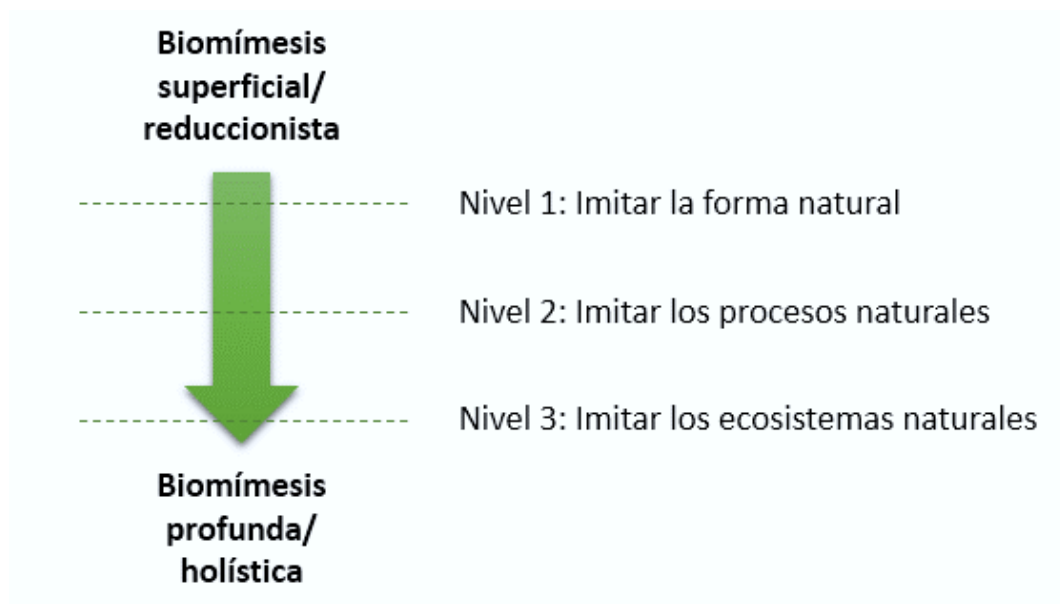 Biomímesis
superficial/
reduccionista
Nivel 1: Imitar la forma natural
Nivel 2: Imitar los procesos naturales
Nivel 3: Imitar los ecosistemas naturales
Biomímesis
profunda/
holística